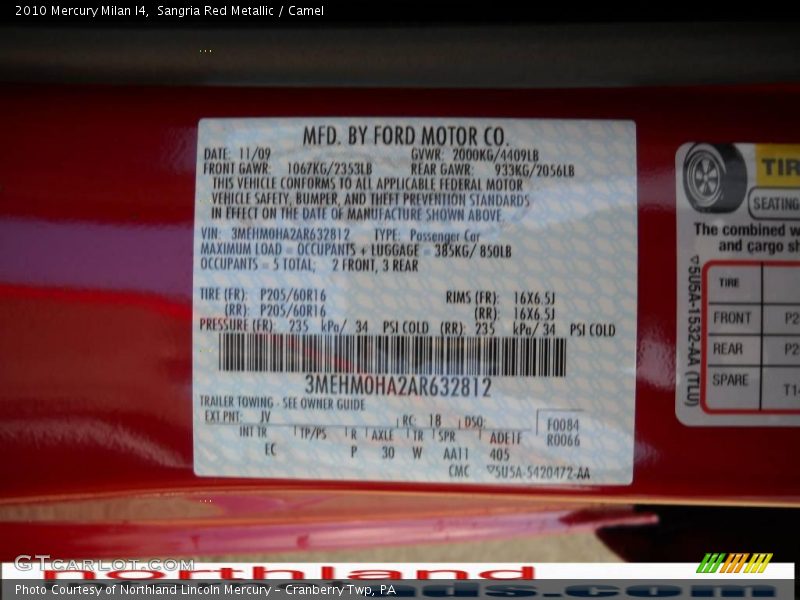 2010 Mercury Milan I4,  Sangria Red Metallic / Camel
MFD. BY FORD MOTOR CO.
DATE: 11/09 GVWR: 2000KG/4409LB
FRONT GAWR: 1067KG/2353LB REAR GAWR: 933KG/2056LB
THIS VEHICLE CONFORMS TO ALL APPLICABLE FEDERAL MOTOR
VEHICLE SAFETY, BUMPER, AND THEFT PREVENTION STANDARDS
IN EFFECT ON THE DATE OF MANUFACTURE SHOWN ABOVE.
VIN: 3MEHM0HA2AR632812 TYPE: Passenger Car
MAXIMUM LOAD = OCCUPANTS + LUGGAGE = 385KG/ 850LB
OCCUPANTS = 5 TOTAL; 2 FRONT, 3 REAR
TIRE (FR): P205/60R16 RIMS (FR): 16X6.5J
(RR): P205/60R16 (RR): 16X6.5J
PRESSURE (FR): 235 kPa/ 34 PSI COLD (RR): 235 kPa/ 34 PSI COLD
3MEHM0HA2AR632812
TRAILER TOWING - SEE OWNER GUIDE
EXT PNT: JV RC: 18 DSO: F0084
R0066
INT TR TP/PS R AXLE TR SPR ADEIF
EC P 30 W AA11 405
CMC ▽5U5A-5420472-AA
TIR
SEATING
The combined w
and cargo sh
TIRE
FRONT P2
REAR P2
SPARE T1
▽5U5A-1532-AA (TLU)
GTCarLot.com
northland
Photo Courtesy of Northland Lincoln Mercury - Cranberry Twp, PA